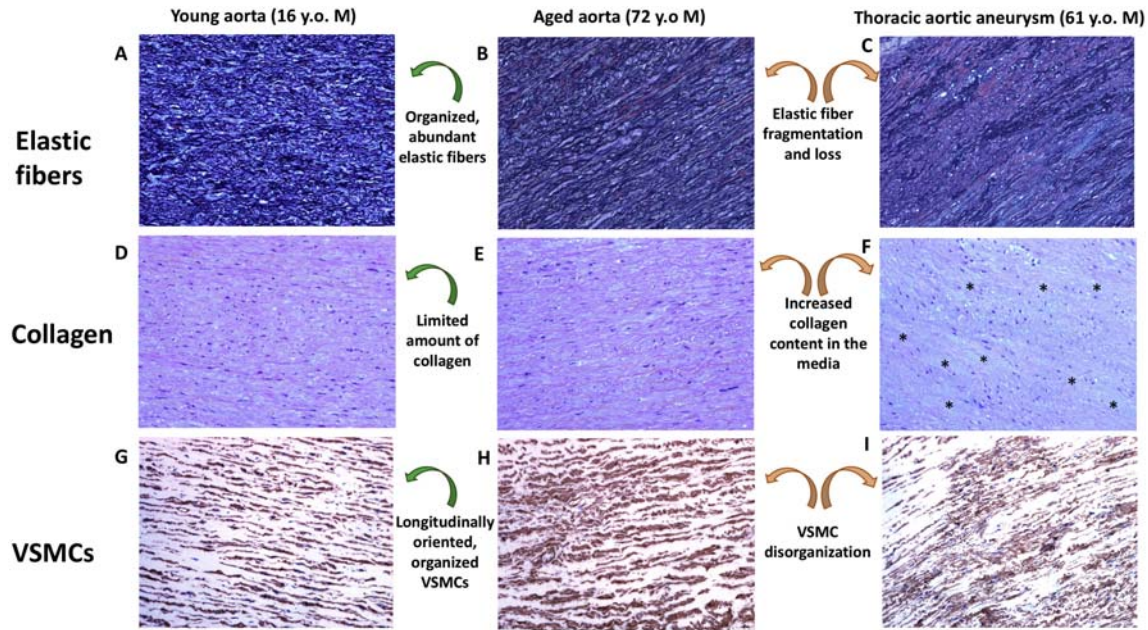 Young aorta (16 y.o. M)
Aged aorta (72 y.o M)
Thoracic aortic aneurysm (61 y.o. M)
Elastic
fibers
A
Organized,
abundant
elastic fibers
B
Elastic fiber
fragmentation
and loss
C
Collagen
D
Limited
amount of
collagen
E
Increased
collagen
content in the
media
F
* * *
*
* *
*
* *
VSMCs
G
Longitudinally
oriented,
organized
VSMCs
H
VSMC
disorganization
I